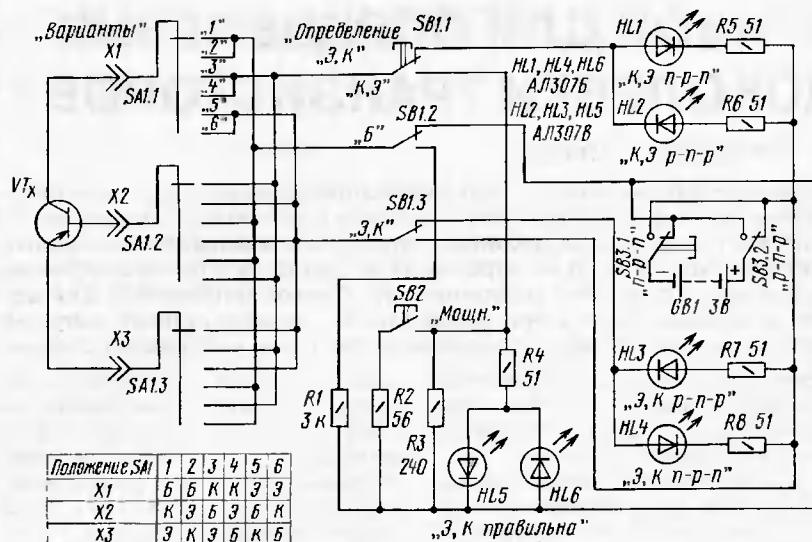 „Варианты"
X1
SA1.1
„1"
„2"
„3"
„4"
„5"
„6"
„Определение
„Э, К"
SB1.1
„К,Э"
SB1.2
„Б"
SB1.3
„Э, К"
HL1, HL4, HL6
АЛ307Б
HL2, HL3, HL5
АЛ307В
HL1
R5 51
„К,Э n-p-n"
HL2
R6 51
„К,Э p-n-p"
VTx
X2
SA1.2
X3
SA1.3
SB3.1
„n-p-n"
SB3.2
„p-n-p"
GB1 3В
SB2
„Мощн."
R1
3 к
R2
56
R3
240
R4
51
HL3
R7 51
„Э, К p-n-p"
HL4
R8 51
„Э, К n-p-n"
HL5
HL6
„Э, К правильна"
Положение SA1 1 2 3 4 5 6
X1 Б Б К К Э Э
X2 К Э Б Э Б К
X3 Э К Э Б К Б